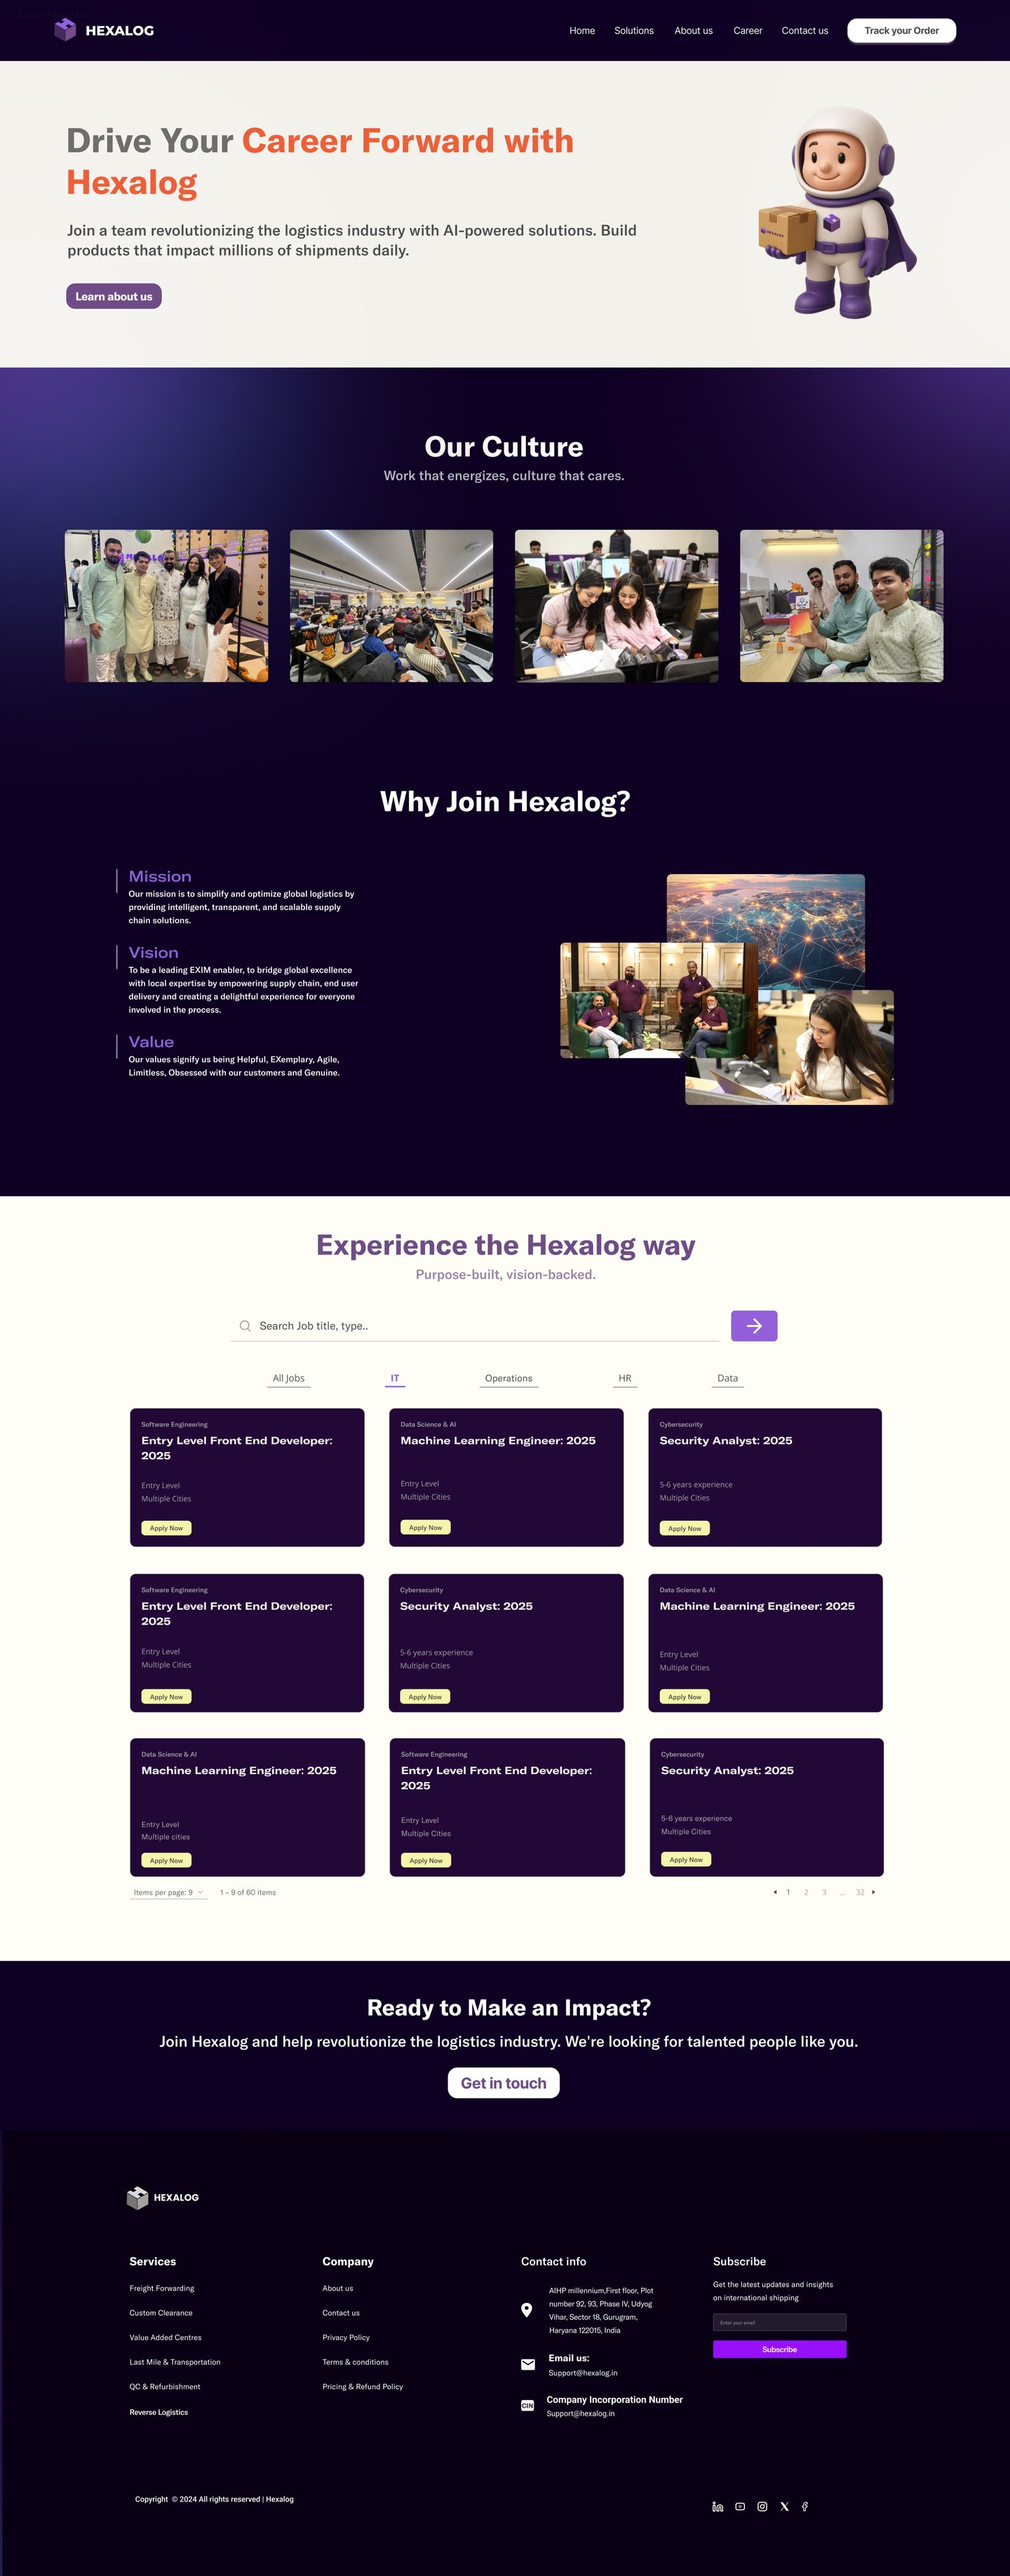 HEXALOG
Home
Solutions
About us
Career
Contact us
Track your Order
Drive Your Career Forward with
Hexalog
Join a team revolutionizing the logistics industry with AI-powered solutions. Build
products that impact millions of shipments daily.
Learn about us
HEXALOG
Our Culture
Work that energizes, culture that cares.
Why Join Hexalog?
Mission
Our mission is to simplify and optimize global logistics by
providing intelligent, transparent, and scalable supply
chain solutions.
Vision
To be a leading EXIM enabler, to bridge global excellence
with local expertise by empowering supply chain, end user
delivery and creating a delightful experience for everyone
involved in the process.
Value
Our values signify us being Helpful, EXemplary, Agile,
Limitless, Obsessed with our customers and Genuine.
Experience the Hexalog way
Purpose-built, vision-backed.
Search Job title, type..
All Jobs
IT
Operations
HR
Data
Software Engineering
Entry Level Front End Developer:
2025
Entry Level
Multiple Cities
Apply Now
Data Science & AI
Machine Learning Engineer: 2025
Entry Level
Multiple Cities
Apply Now
Cybersecurity
Security Analyst: 2025
5-6 years experience
Multiple Cities
Apply Now
Software Engineering
Entry Level Front End Developer:
2025
Entry Level
Multiple Cities
Apply Now
Cybersecurity
Security Analyst: 2025
5-6 years experience
Multiple Cities
Apply Now
Data Science & AI
Machine Learning Engineer: 2025
Entry Level
Multiple Cities
Apply Now
Data Science & AI
Machine Learning Engineer: 2025
Entry Level
Multiple cities
Apply Now
Software Engineering
Entry Level Front End Developer:
2025
Entry Level
Multiple Cities
Apply Now
Cybersecurity
Security Analyst: 2025
5-6 years experience
Multiple Cities
Apply Now
Items per page: 9
1 – 9 of 60 items
1 2 3 ... 32
Ready to Make an Impact?
Join Hexalog and help revolutionize the logistics industry. We're looking for talented people like you.
Get in touch
HEXALOG
Services
Freight Forwarding
Custom Clearance
Value Added Centres
Last Mile & Transportation
QC & Refurbishment
Reverse Logistics
Company
About us
Contact us
Privacy Policy
Terms & conditions
Pricing & Refund Policy
Contact info
AIHP millennium,First floor, Plot
number 92, 93, Phase IV, Udyog
Vihar, Sector 18, Gurugram,
Haryana 122015, India
Email us:
Support@hexalog.in
CIN
Company Incorporation Number
Support@hexalog.in
Subscribe
Get the latest updates and insights
on international shipping
Enter your email
Subscribe
Copyright © 2024 All rights reserved | Hexalog